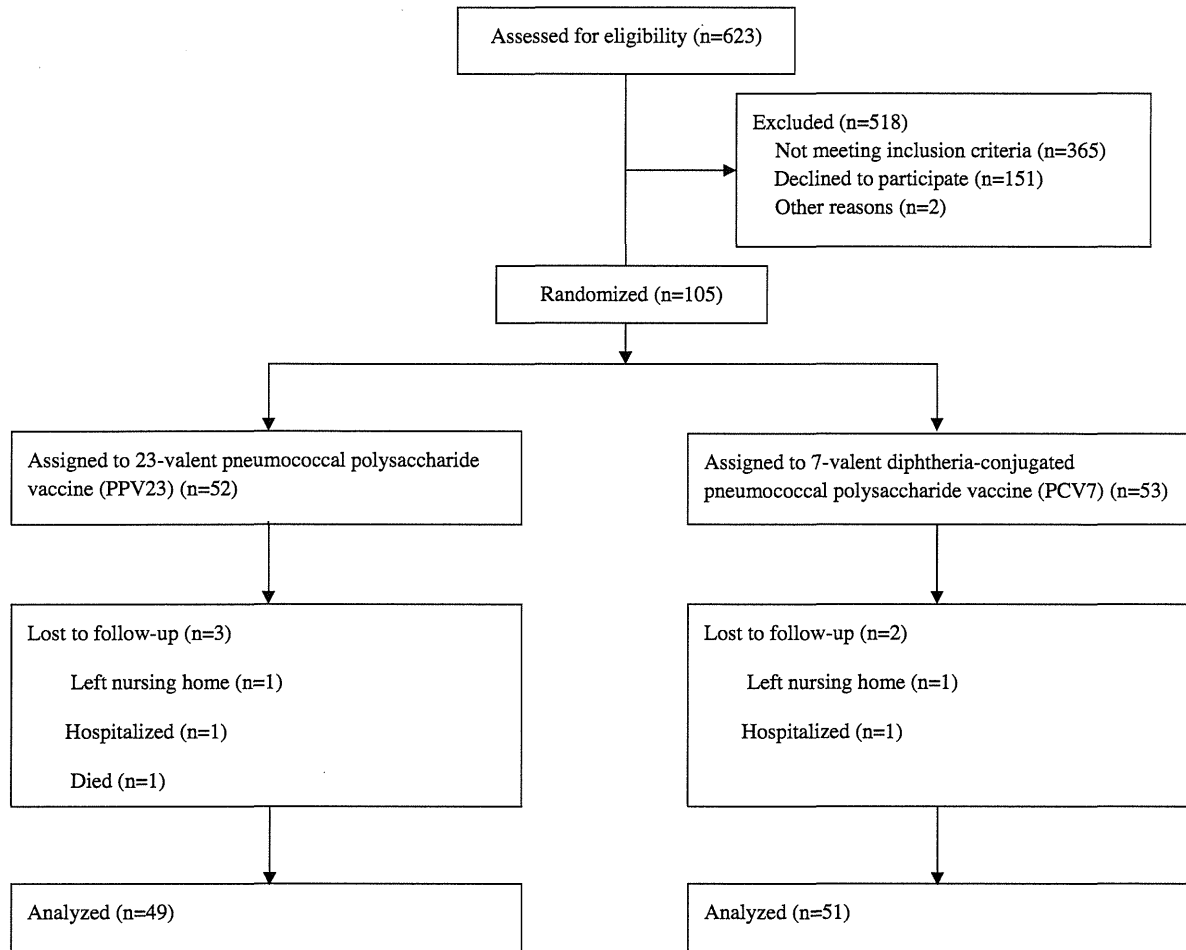 Assessed for eligibility (n=623)
Excluded (n=518)
Not meeting inclusion criteria (n=365)
Declined to participate (n=151)
Other reasons (n=2)
Randomized (n=105)
Assigned to 23-valent pneumococcal polysaccharide
vaccine (PPV23) (n=52)
Assigned to 7-valent diphtheria-conjugated
pneumococcal polysaccharide vaccine (PCV7) (n=53)
Lost to follow-up (n=3)
Left nursing home (n=1)
Hospitalized (n=1)
Died (n=1)
Lost to follow-up (n=2)
Left nursing home (n=1)
Hospitalized (n=1)
Analyzed (n=49)
Analyzed (n=51)